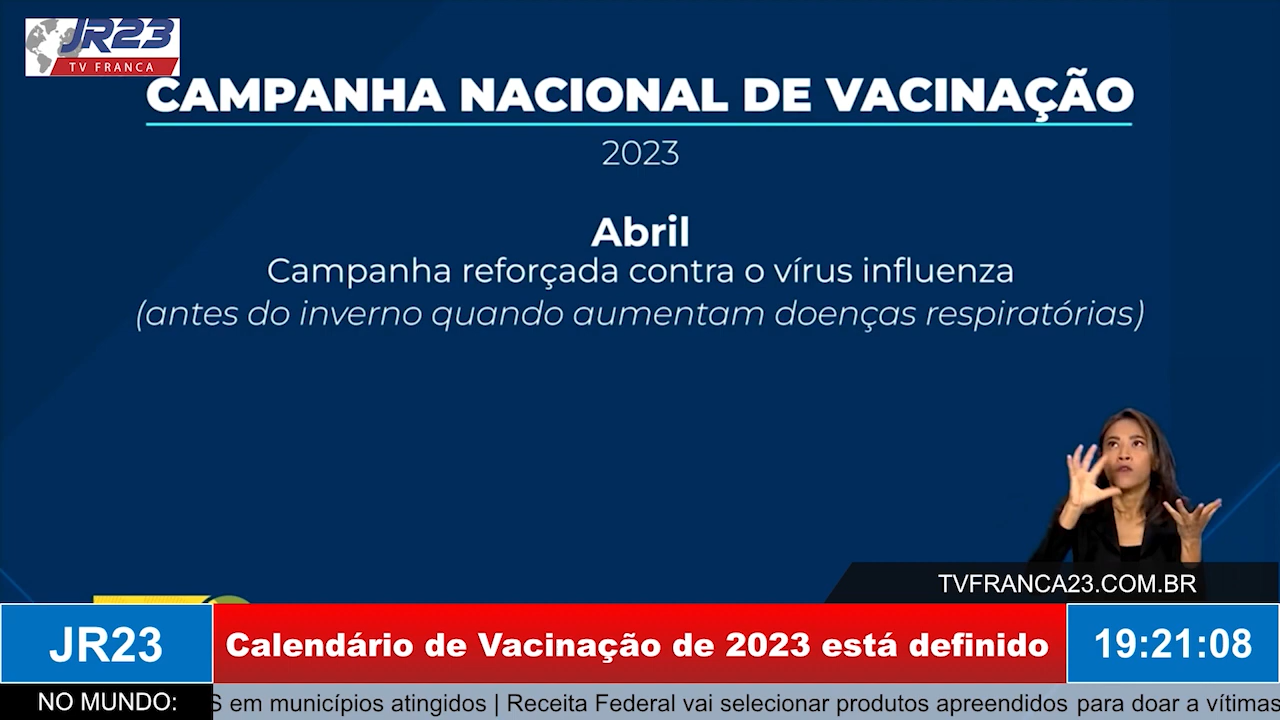 JR23
TV FRANCA
CAMPANHA NACIONAL DE VACINAÇÃO
2023
Abril
Campanha reforçada contra o vírus influenza
(antes do inverno quando aumentam doenças respiratórias)
TVFRANCA23.COM.BR
JR23
Calendário de Vacinação de 2023 está definido
19:21:08
NO MUNDO:
S em municípios atingidos | Receita Federal vai selecionar produtos apreendidos para doar a vítimas